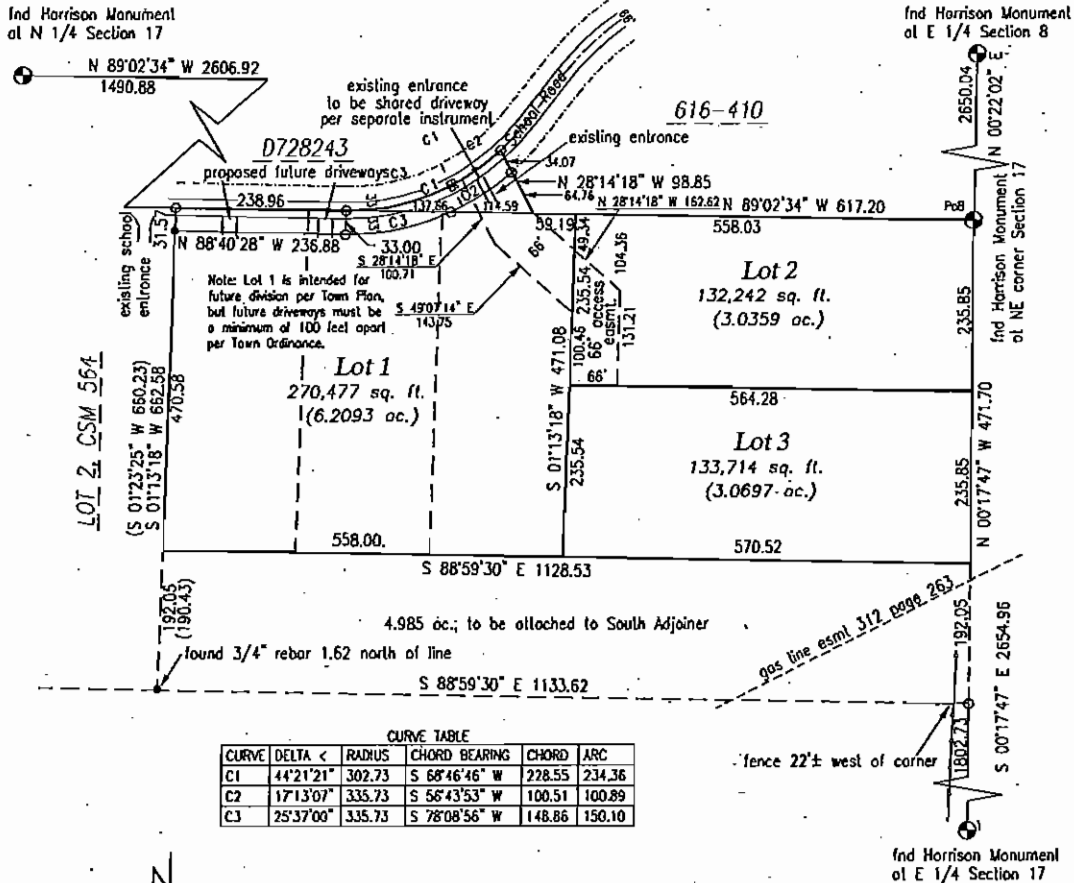 fnd Harrison Monument
at N 1/4 Section 17
N 89°02'34" W 2606.92
1490.88
fnd Harrison Monument
at E 1/4 Section 8
2650.04
N 00°22'02" E
66'
School Road
existing entrance
to be shared driveway
per separate instrument
616-410
existing entrance
D728243
proposed future driveways
c3
c1
c2
C1
C3
102
33
33
34.07
N 28°14'18" W 98.85
64.76
238.96
137.86
114.59
N 28°14'18" W 162.62
N 89°02'34" W 617.20
Po8
59.19
558.03
31.57
N 88°40'28" W 236.88
33.00
S 28°14'18" E
100.71
66'
49.34
104.36
existing school
entrance
Note: Lot 1 is intended for
future division per Town Plan,
but future driveways must be
a minimum of 100 feet apart
per Town Ordinance.
S 49°07'14" E
143.75
Lot 2
132,242 sq. ft.
(3.0359 ac.)
235.54
100.46
66'
access
easmt.
131.21
66'
235.85
fnd Harrison Monument
at NE corner Section 17
Lot 1
270,477 sq. ft.
(6.2093 ac.)
LOT 2, CSM 564
(S 01°23'25" W 660.23)
S 01°13'18" W 662.58
470.58
S 01°13'18" W 471.08
235.54
564.28
Lot 3
133,714 sq. ft.
(3.0697 ac.)
235.85
N 00°17'47" W 471.70
558.00
570.52
S 88°59'30" E 1128.53
192.05
(190.43)
4.985 ac.; to be attached to South Adjoiner
gas line esmt 312 page 263
192.05
S 00°17'47" E 2654.96
found 3/4" rebar 1.62 north of line
S 88°59'30" E 1133.62
fence 22'± west of corner
1802.73
CURVE TABLE
CURVE DELTA < RADIUS CHORD BEARING CHORD ARC
C1 44°21'21" 302.73 S 68°46'46" W 228.55 234.36
C2 17°13'07" 335.73 S 56°43'53" W 100.51 100.89
C3 25°37'00" 335.73 S 78°08'56" W 148.86 150.10
fnd Harrison Monument
at E 1/4 Section 17
N